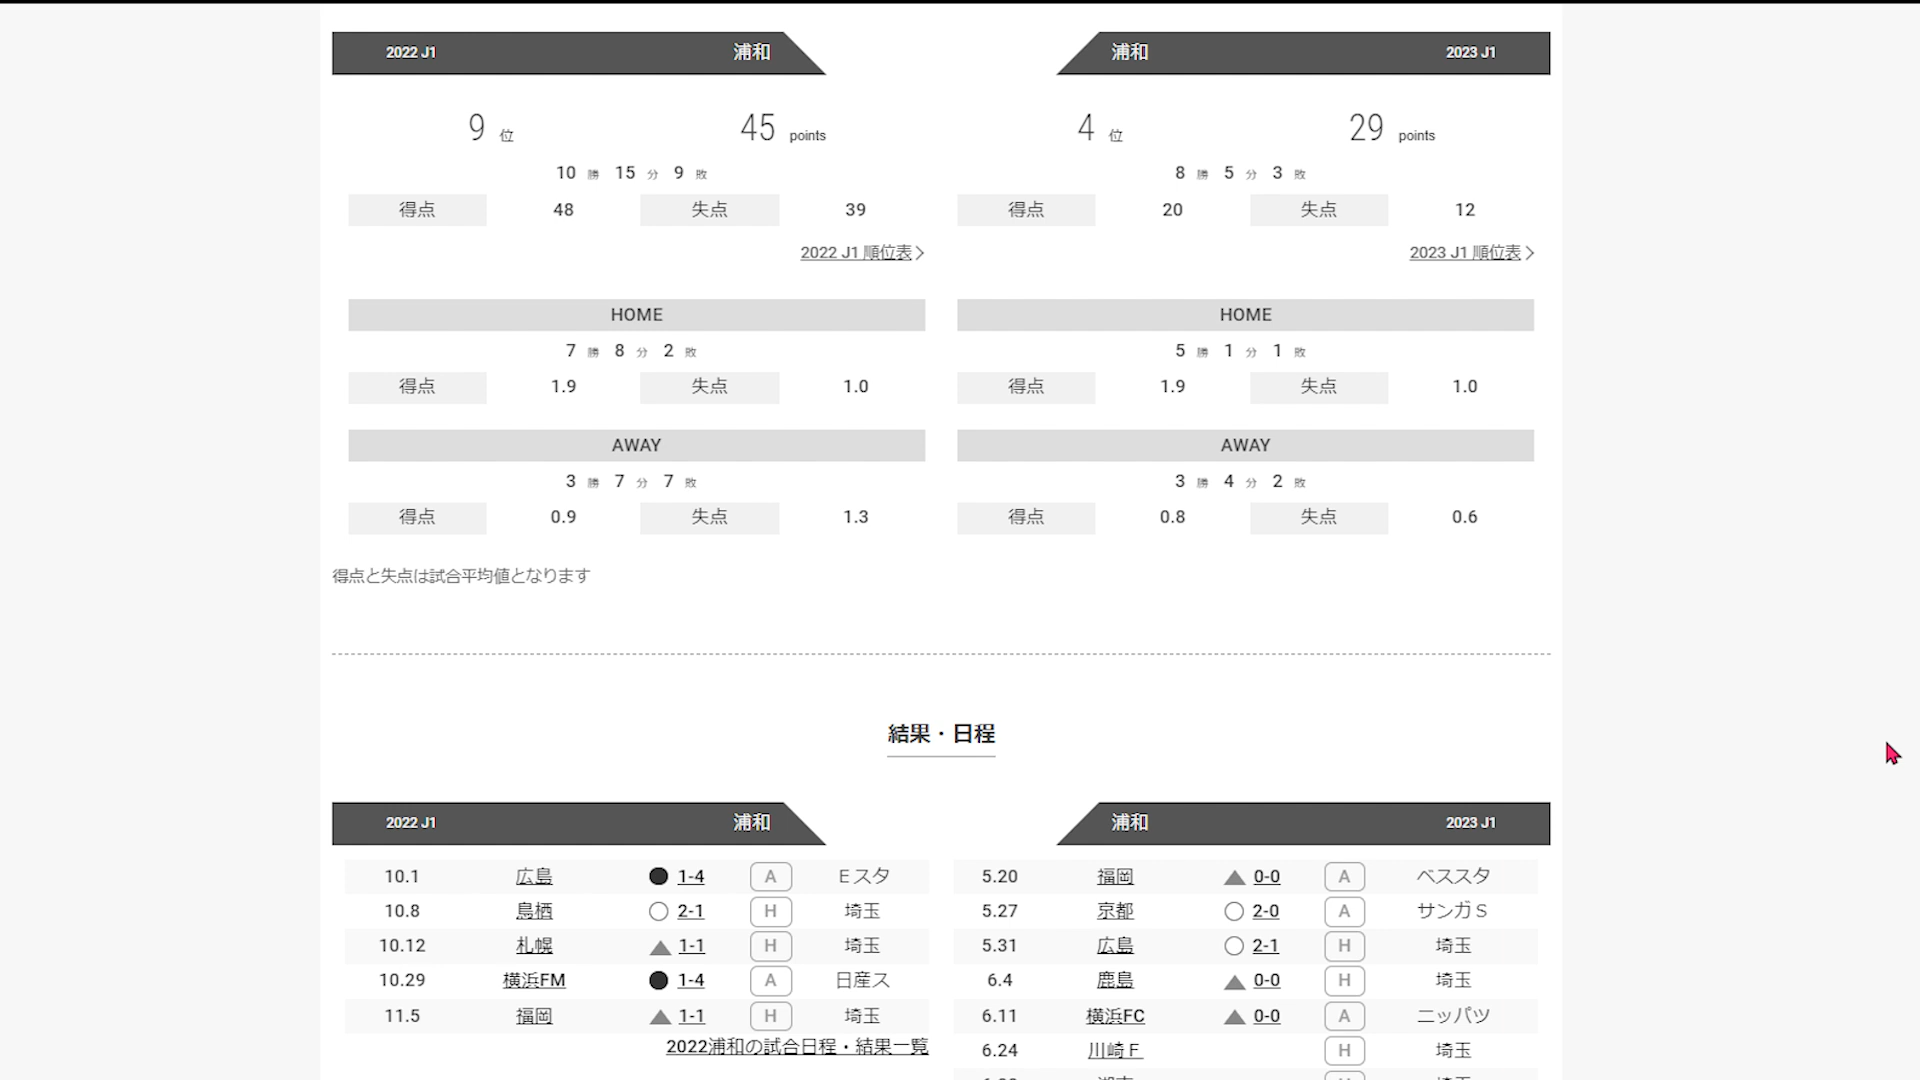 2022 J1 浦和
浦和 2023 J1
9 位 45 points
4 位 29 points
10 勝 15 分 9 敗
8 勝 5 分 3 敗
得点 48 失点 39
得点 20 失点 12
2022 J1 順位表
2023 J1 順位表
HOME
HOME
7 勝 8 分 2 敗
5 勝 1 分 1 敗
得点 1.9 失点 1.0
得点 1.9 失点 1.0
AWAY
AWAY
3 勝 7 分 7 敗
3 勝 4 分 2 敗
得点 0.9 失点 1.3
得点 0.8 失点 0.6
得点と失点は試合平均値となります
結果・日程
2022 J1 浦和
浦和 2023 J1
10.1 広島 ● 1-4 A Eスタ
10.8 鳥栖 ○ 2-1 H 埼玉
10.12 札幌 ▲ 1-1 H 埼玉
10.29 横浜FM ● 1-4 A 日産ス
11.5 福岡 ▲ 1-1 H 埼玉
2022浦和の試合日程・結果一覧
5.20 福岡 ▲ 0-0 A ベススタ
5.27 京都 ○ 2-0 A サンガS
5.31 広島 ○ 2-1 H 埼玉
6.4 鹿島 ▲ 0-0 H 埼玉
6.11 横浜FC ▲ 0-0 A ニッパツ
6.24 川崎F H 埼玉